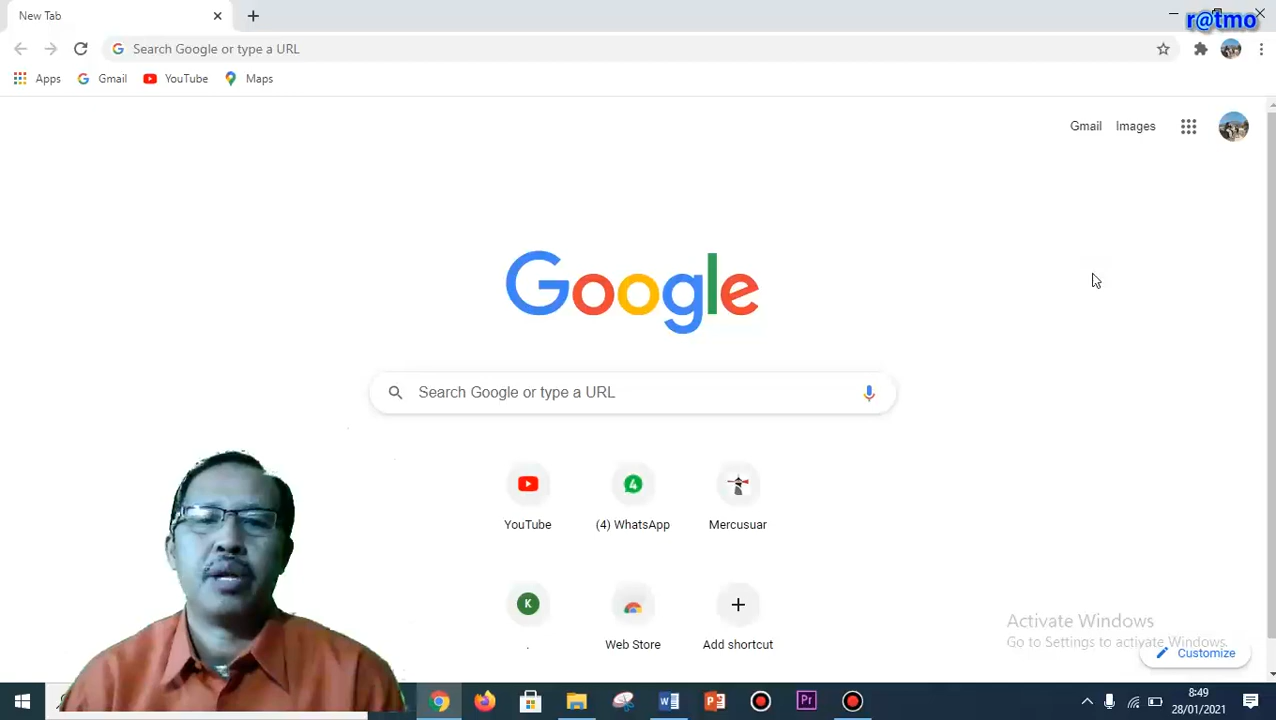 New Tab
r@tmo
Search Google or type a URL
Apps
Gmail
YouTube
Maps
Gmail
Images
Google
Search Google or type a URL
4
YouTube
(4) WhatsApp
Mercusuar
K
.
Web Store
Add shortcut
Activate Windows
Go to Settings to activate Windows.
Customize
W
P
Pr
8:49
28/01/2021